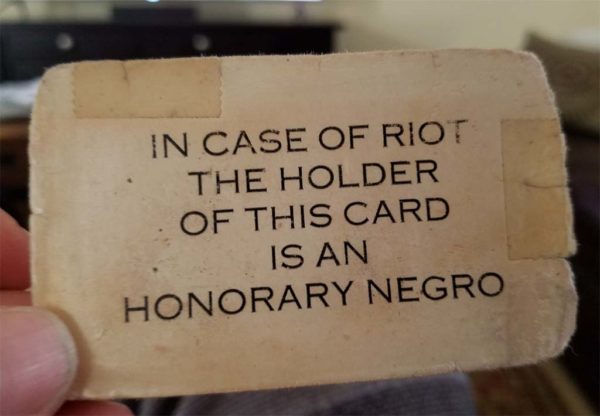 IN CASE OF RIOT
THE HOLDER
OF THIS CARD
IS AN
HONORARY NEGRO